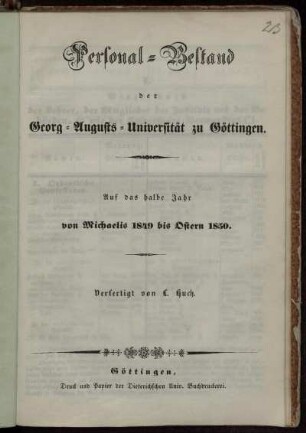 213
Personal-Bestand
der
Georg-Augusts-Universität zu Göttingen.
Auf das halbe Jahr
von Michaelis 1849 bis Ostern 1850.
Verfertigt von L. Huch.
Göttingen,
Druck und Papier der Dieterichschen Univ. Buchdruckerei.